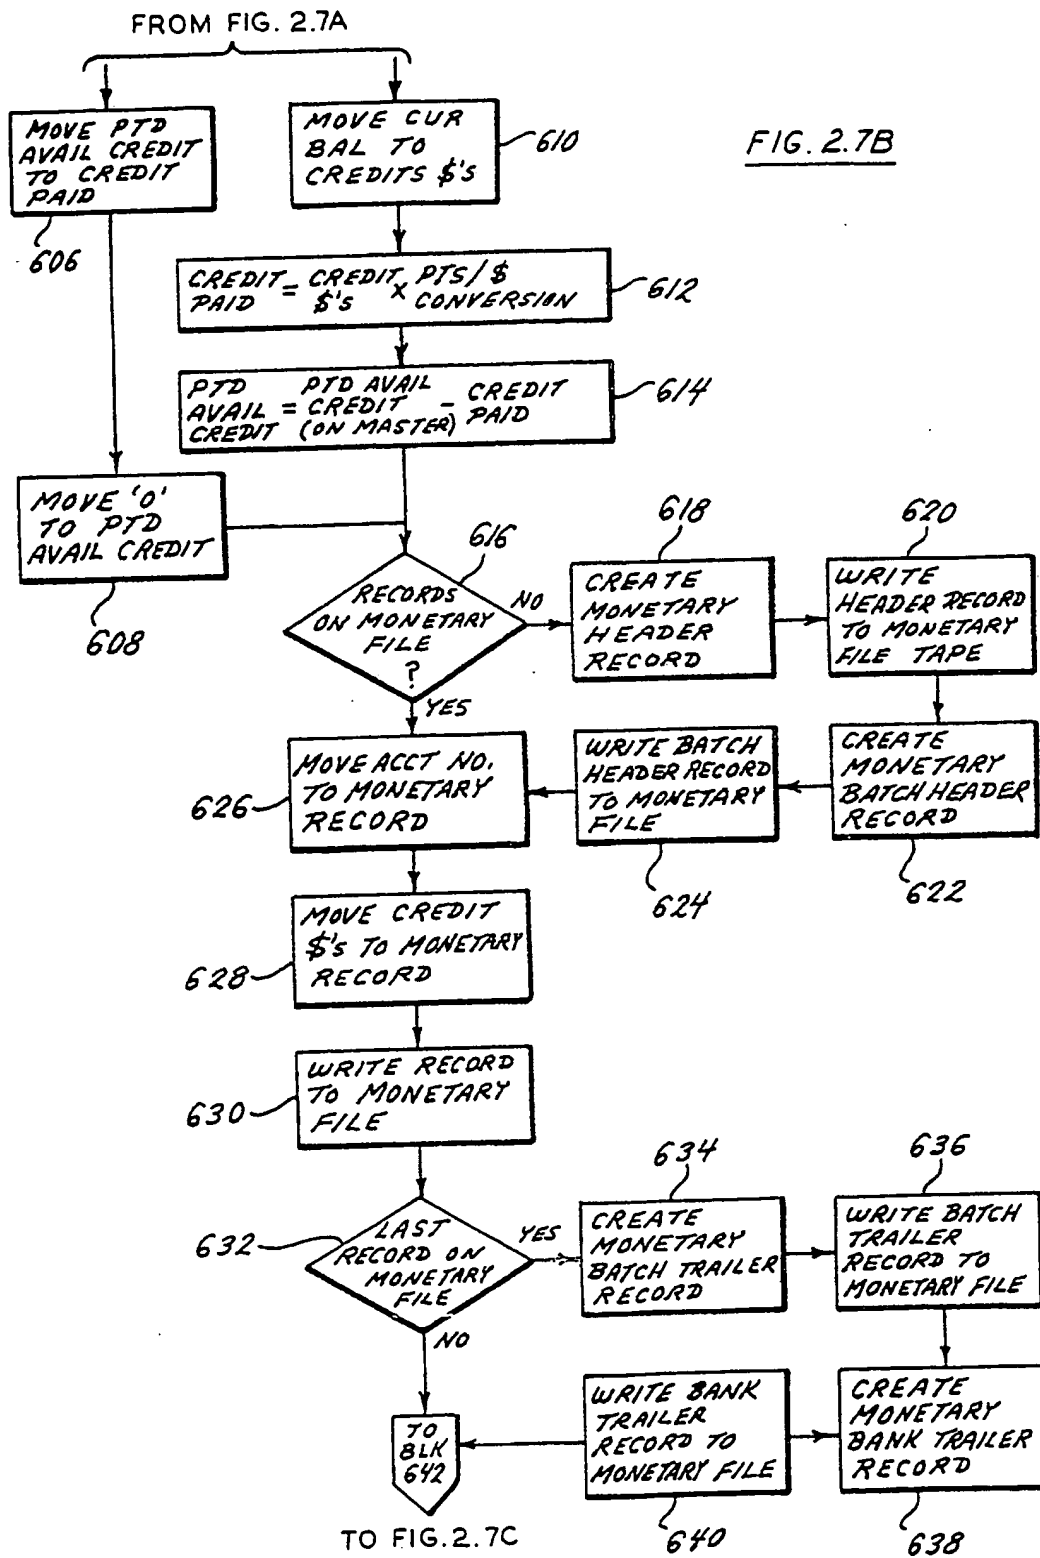 FROM FIG. 2.7A
FIG. 2.7B
MOVE PTD
AVAIL CREDIT
TO CREDIT
PAID
606
MOVE CUR
BAL TO
CREDITS $'S
610
CREDIT = CREDIT x PTS/$
PAID $'S CONVERSION
612
PTD PTD AVAIL
AVAIL = CREDIT - CREDIT
CREDIT (ON MASTER) PAID
614
MOVE 'O'
TO PTD
AVAIL CREDIT
608
RECORDS
ON MONETARY
FILE
?
616
NO
YES
CREATE
MONETARY
HEADER
RECORD
618
WRITE
HEADER RECORD
TO MONETARY
FILE TAPE
620
CREATE
MONETARY
BATCH HEADER
RECORD
622
WRITE BATCH
HEADER RECORD
TO MONETARY
FILE
624
MOVE ACCT NO.
TO MONETARY
RECORD
626
MOVE CREDIT
$'S TO MONETARY
RECORD
628
WRITE RECORD
TO MONETARY
FILE
630
LAST
RECORD ON
MONETARY
FILE
632
YES
NO
CREATE
MONETARY
BATCH TRAILER
RECORD
634
WRITE BATCH
TRAILER
RECORD TO
MONETARY FILE
636
CREATE
MONETARY
BANK TRAILER
RECORD
638
WRITE BANK
TRAILER
RECORD TO
MONETARY FILE
640
TO
BLK
642
TO FIG. 2.7C